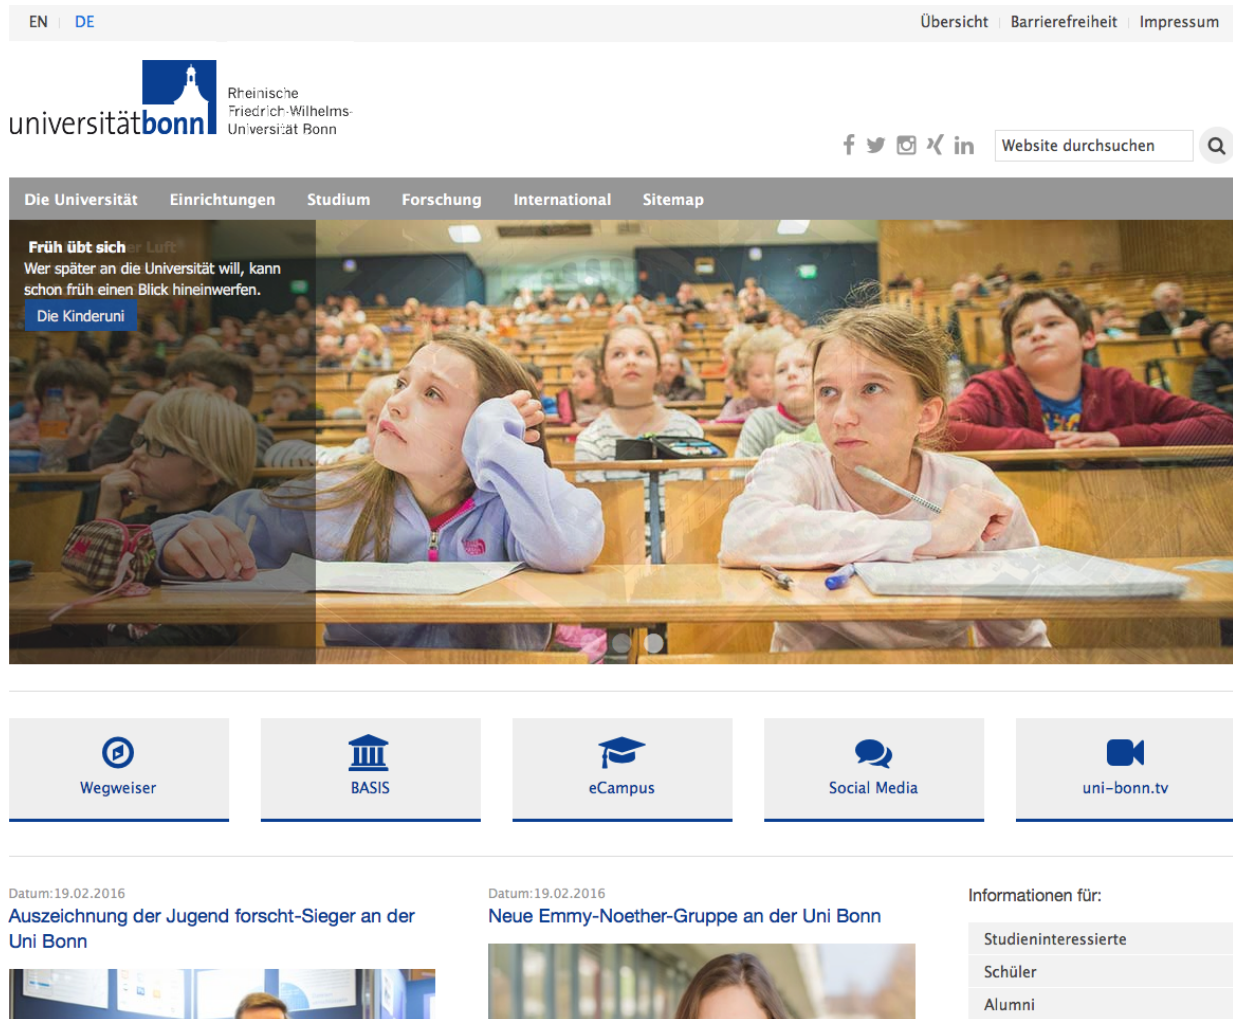 EN
DE
Übersicht
Barrierefreiheit
Impressum
universitätbonn
Rheinische
Friedrich-Wilhelms-
Universität Bonn
Website durchsuchen
Die Universität
Einrichtungen
Studium
Forschung
International
Sitemap
Früh übt sich
Wer später an die Universität will, kann
schon früh einen Blick hineinwerfen.
Die Kinderuni
Wegweiser
BASIS
eCampus
Social Media
uni-bonn.tv
Datum:19.02.2016
Auszeichnung der Jugend forscht-Sieger an der
Uni Bonn
Datum:19.02.2016
Neue Emmy-Noether-Gruppe an der Uni Bonn
Informationen für:
Studieninteressierte
Schüler
Alumni